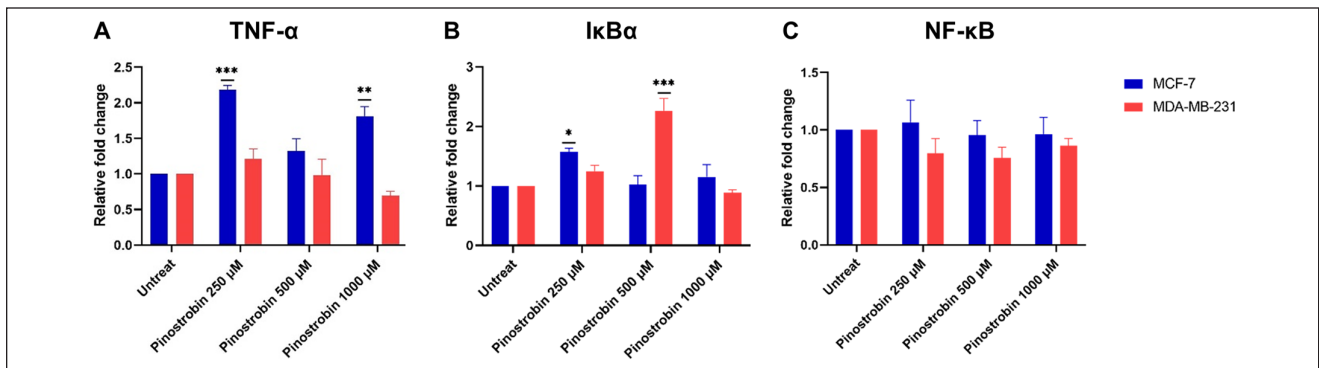 A
TNF-α
Relative fold change
2.5
2.0
1.5
1.0
0.5
0.0
***
**
Untreat
Pinostrobin 250 µM
Pinostrobin 500 µM
Pinostrobin 1000 µM
B
IκBα
Relative fold change
3
2
1
0
*
***
Untreat
Pinostrobin 250 µM
Pinostrobin 500 µM
Pinostrobin 1000 µM
C
NF-κB
Relative fold change
1.5
1.0
0.5
0.0
Untreat
Pinostrobin 250 µM
Pinostrobin 500 µM
Pinostrobin 1000 µM
MCF-7
MDA-MB-231